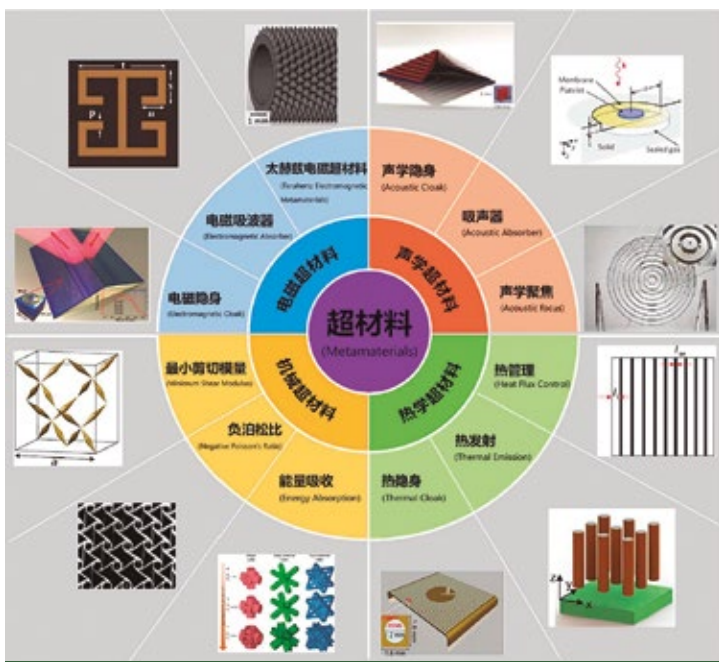 超材料
(Metamaterials)
电磁超材料
声学超材料
机械超材料
热学超材料
太赫兹电磁超材料
(Terahertz Electromagnetic
Metamaterials)
电磁吸波器
(Electromagnetic Absorber)
电磁隐身
(Electromagnetic Cloak)
声学隐身
(Acoustic Cloak)
吸声器
(Acoustic Absorber)
声学聚焦
(Acoustic Focus)
最小剪切模量
(Minimum Shear Modulus)
负泊松比
(Negative Poisson's Ratio)
能量吸收
(Energy Absorption)
热管理
(Heat Flux Control)
热发射
(Thermal Emission)
热隐身
(Thermal Cloak)
P
1 mm
Membrane
Platelet
Solid
Sealed gas
Z
Y
X